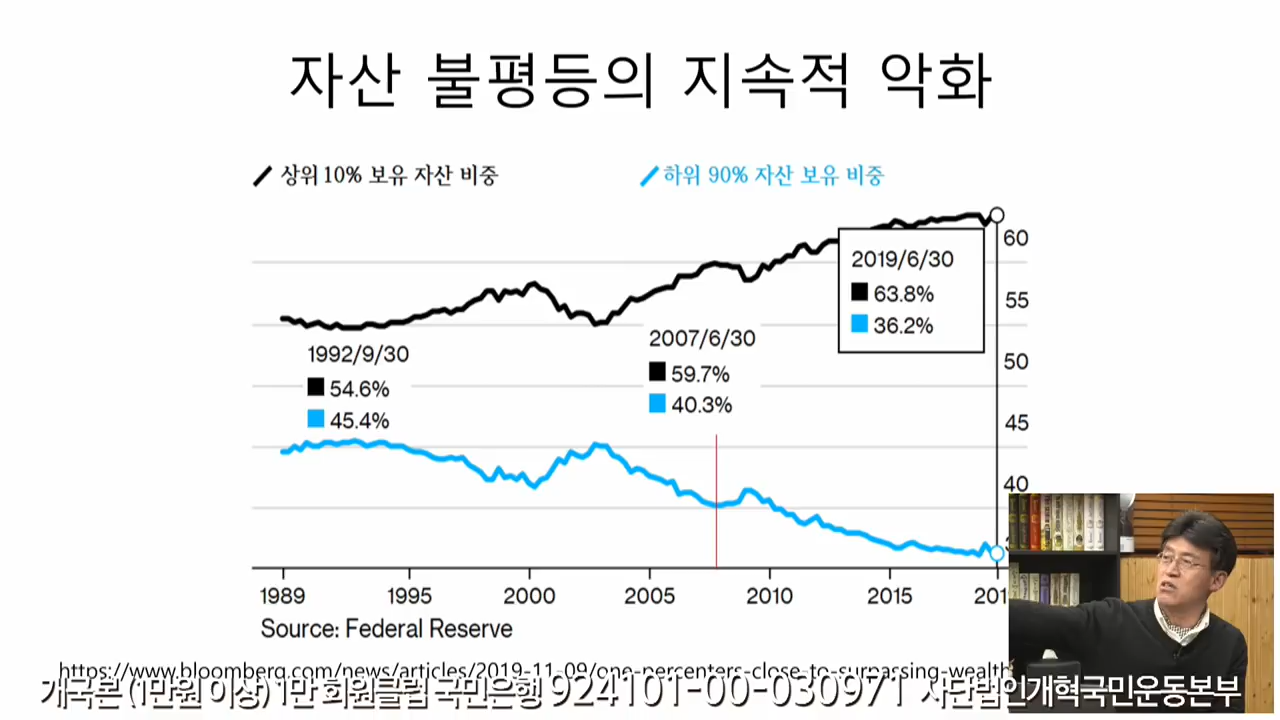 자산 불평등의 지속적 악화
상위 10% 보유 자산 비중
하위 90% 자산 보유 비중
60
55
50
45
40
2019/6/30
63.8%
36.2%
2007/6/30
59.7%
40.3%
1992/9/30
54.6%
45.4%
1989 1995 2000 2005 2010 2015
Source: Federal Reserve
https://www.bloomberg.com/news/articles/2019-11-09/one-percenters-close-to-surpassing-wealth
개국본 (1만원 이상) 1만 회원클럽 국민은행 924101-00-030971 사단법인개혁국민운동본부